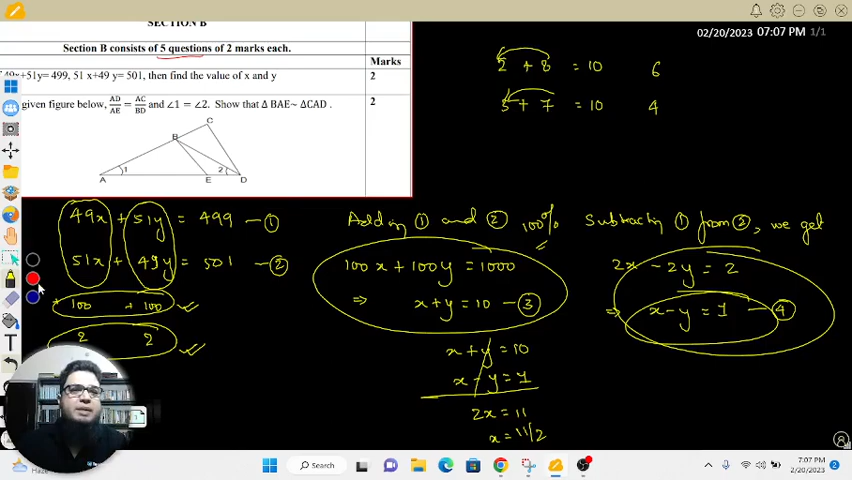 SECTION B
Section B consists of 5 questions of 2 marks each.
Marks
49x+51y= 499, 51 x+49 y= 501, then find the value of x and y
2
given figure below, AD/AE = AC/BD and ∠1 = ∠2. Show that Δ BAE~ Δ CAD .
2
C
B
1
2
A
E
D
02/20/2023 07:07 PM 1/1
2 + 8 = 10 6
3 + 7 = 10 4
49x + 51y = 499 — ①
51x + 49y = 501 — ②
+ 100 + 100
2 2
Adding ① and ② 100%
100x + 100y = 1000
⇒ x+y = 10 — ③
x + y = 10
x - y = 1
2x = 11
x = 11/2
Subtracting ① from ②, we get
2x - 2y = 2
⇒ x - y = 1 — ④
Haze
Search
7:07 PM
2/20/2023
2